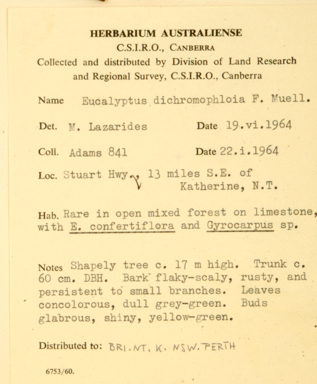 HERBARIUM AUSTRALIENSE
C.S.I.R.O., CANBERRA
Collected and distributed by Division of Land Research
and Regional Survey, C.S.I.R.O., Canberra
Name Eucalyptus dichromophloia F. Muell.
Det. M. Lazarides Date 19.vi.1964
Coll. Adams 841 Date 22.i.1964
Loc. Stuart Hwy., 13 miles S.E. of
Katherine, N.T.
Hab. Rare in open mixed forest on limestone,
with E. confertiflora and Gyrocarpus sp.
Notes Shapely tree c. 17 m high. Trunk c.
60 cm. DBH. Bark flaky-scaly, rusty, and
persistent to small branches. Leaves
concolorous, dull grey-green. Buds
glabrous, shiny, yellow-green.
Distributed to: BRI. NT. K. NSW. PERTH
6753/60.